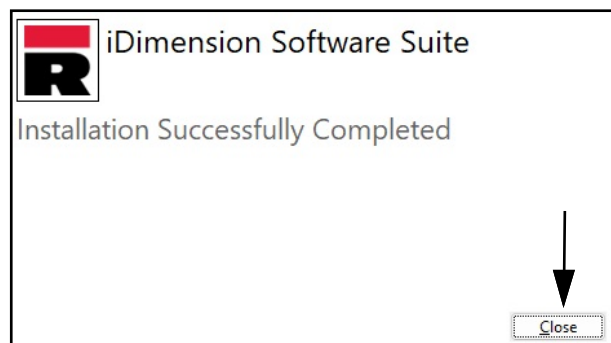 R
iDimension Software Suite
Installation Successfully Completed
Close